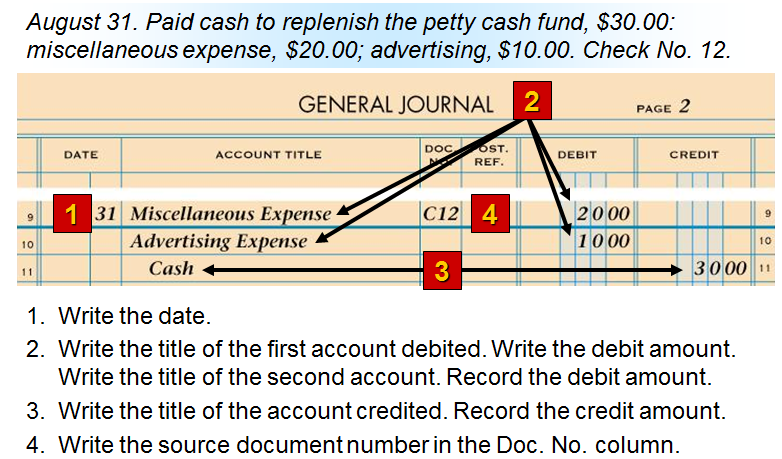 August 31. Paid cash to replenish the petty cash fund, $30.00:
miscellaneous expense, $20.00; advertising, $10.00. Check No. 12.
GENERAL JOURNAL 2 PAGE 2
DATE ACCOUNT TITLE DOC. NO. POST. REF. DEBIT CREDIT
9 1 31 Miscellaneous Expense C12 4 20 00 9
10 Advertising Expense 10 00 10
11 Cash 3 30 00 11
1. Write the date.
2. Write the title of the first account debited. Write the debit amount.
Write the title of the second account. Record the debit amount.
3. Write the title of the account credited. Record the credit amount.
4. Write the source document number in the Doc. No. column.